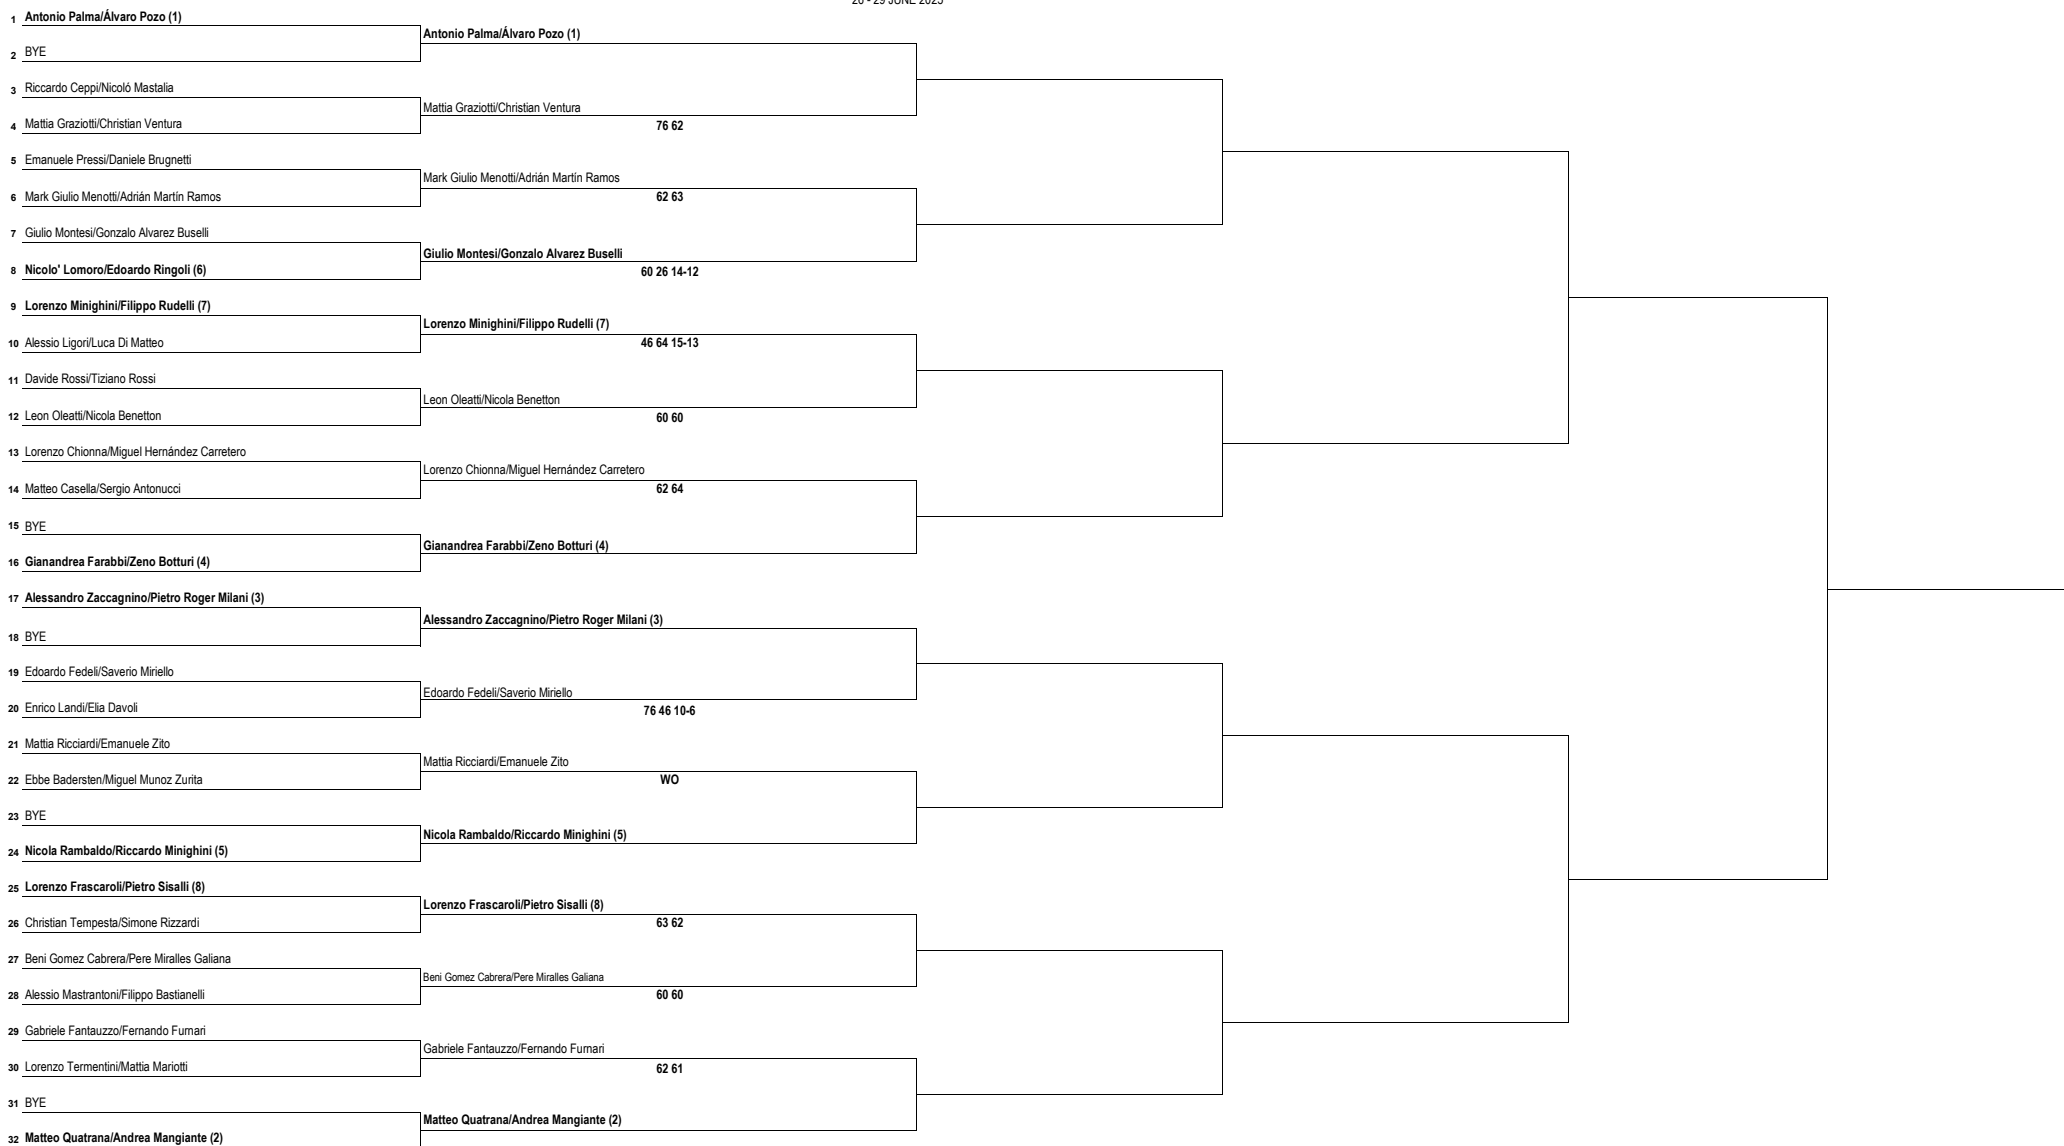 26 - 29 JUNE 2025
1 Antonio Palma/Álvaro Pozo (1)
Antonio Palma/Álvaro Pozo (1)
2 BYE
3 Riccardo Ceppi/Nicoló Mastalia
Mattia Graziotti/Christian Ventura
4 Mattia Graziotti/Christian Ventura
76 62
5 Emanuele Pressi/Daniele Brugnetti
Mark Giulio Menotti/Adrián Martín Ramos
6 Mark Giulio Menotti/Adrián Martín Ramos
62 63
7 Giulio Montesi/Gonzalo Alvarez Buselli
Giulio Montesi/Gonzalo Alvarez Buselli
8 Nicolo' Lomoro/Edoardo Ringoli (6)
60 26 14-12
9 Lorenzo Minighini/Filippo Rudelli (7)
Lorenzo Minighini/Filippo Rudelli (7)
10 Alessio Ligori/Luca Di Matteo
46 64 15-13
11 Davide Rossi/Tiziano Rossi
Leon Oleatti/Nicola Benetton
12 Leon Oleatti/Nicola Benetton
60 60
13 Lorenzo Chionna/Miguel Hernández Carretero
Lorenzo Chionna/Miguel Hernández Carretero
14 Matteo Casella/Sergio Antonucci
62 64
15 BYE
Gianandrea Farabbi/Zeno Botturi (4)
16 Gianandrea Farabbi/Zeno Botturi (4)
17 Alessandro Zaccagnino/Pietro Roger Milani (3)
Alessandro Zaccagnino/Pietro Roger Milani (3)
18 BYE
19 Edoardo Fedeli/Saverio Miriello
Edoardo Fedeli/Saverio Miriello
20 Enrico Landi/Elia Davoli
76 46 10-6
21 Mattia Ricciardi/Emanuele Zito
Mattia Ricciardi/Emanuele Zito
22 Ebbe Badersten/Miguel Munoz Zurita
WO
23 BYE
Nicola Rambaldo/Riccardo Minighini (5)
24 Nicola Rambaldo/Riccardo Minighini (5)
25 Lorenzo Frascaroli/Pietro Sisalli (8)
Lorenzo Frascaroli/Pietro Sisalli (8)
26 Christian Tempesta/Simone Rizzardi
63 62
27 Beni Gomez Cabrera/Pere Miralles Galiana
Beni Gomez Cabrera/Pere Miralles Galiana
28 Alessio Mastrantoni/Filippo Bastianelli
60 60
29 Gabriele Fantauzzo/Fernando Furnari
Gabriele Fantauzzo/Fernando Furnari
30 Lorenzo Termentini/Mattia Mariotti
62 61
31 BYE
Matteo Quatrana/Andrea Mangiante (2)
32 Matteo Quatrana/Andrea Mangiante (2)